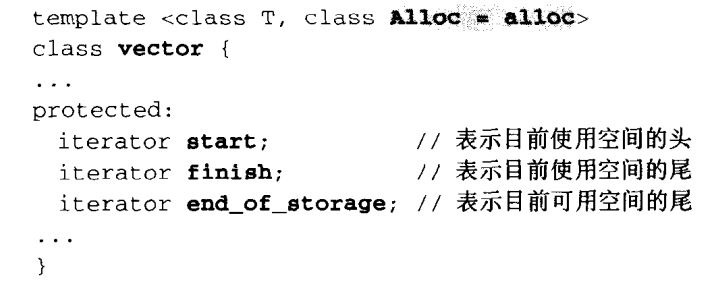 template <class T, class Alloc = alloc>
class vector {
...
protected:
  iterator start;            // 表示目前使用空间的头
  iterator finish;           // 表示目前使用空间的尾
  iterator end_of_storage; // 表示目前可用空间的尾
...
}